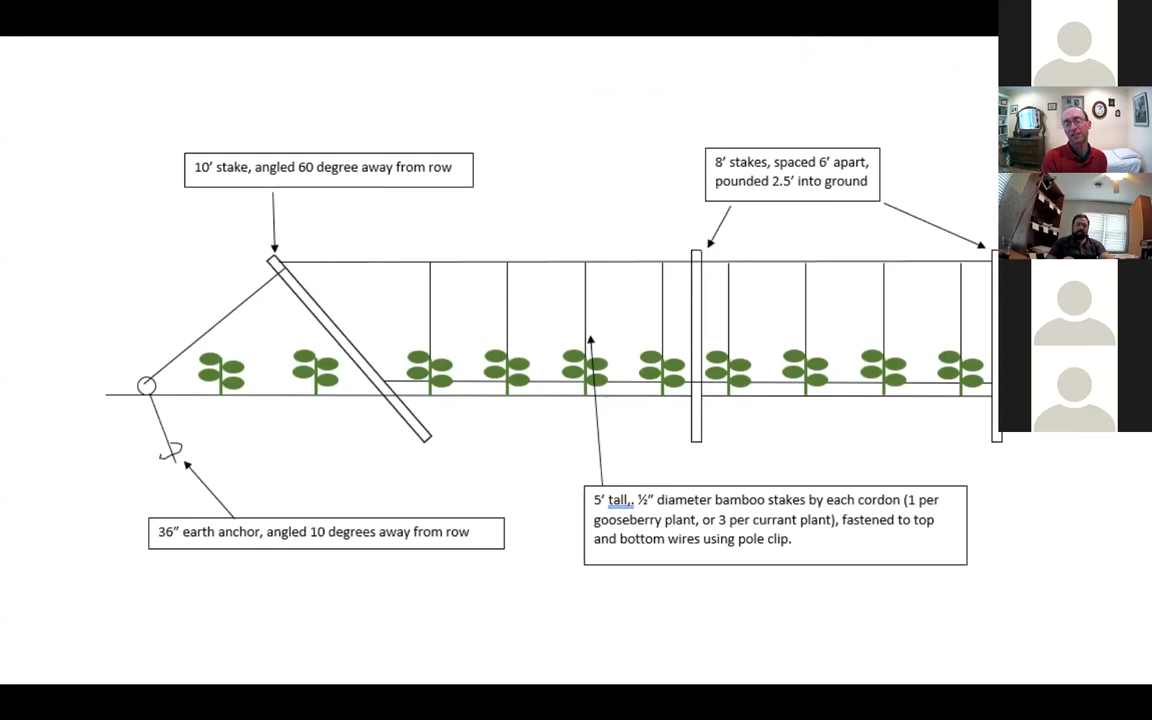 10’ stake, angled 60 degree away from row
8’ stakes, spaced 6’ apart,
pounded 2.5’ into ground
36” earth anchor, angled 10 degrees away from row
5’ tall,. ½” diameter bamboo stakes by each cordon (1 per
gooseberry plant, or 3 per currant plant), fastened to top
and bottom wires using pole clip.